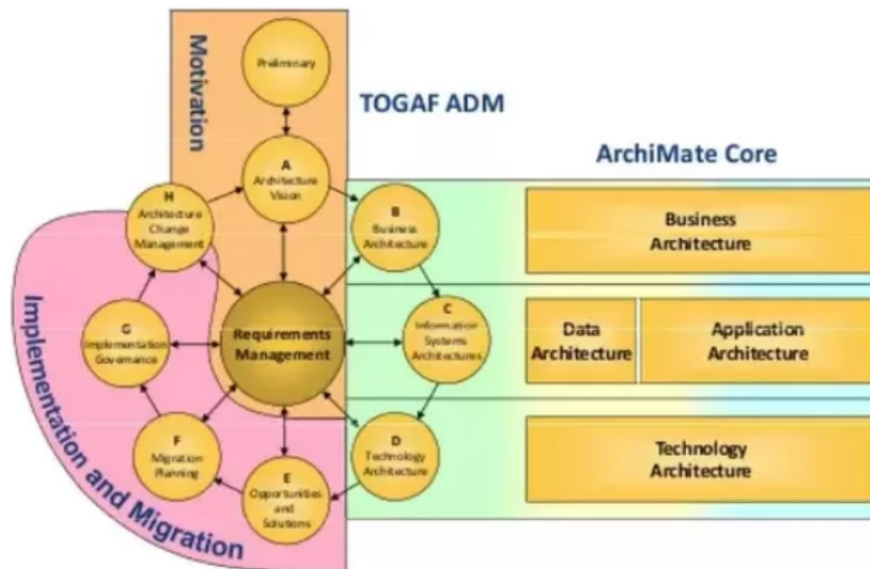 Motivation
Preliminary
TOGAF ADM
A
Architecture
Vision
ArchiMate Core
H
Architecture
Change
Management
B
Business
Architecture
Business
Architecture
Implementation and Migration
G
Implementation
Governance
Requirements
Management
C
Information
Systems
Architectures
Data
Architecture
Application
Architecture
F
Migration
Planning
E
Opportunities
and
Solutions
D
Technology
Architecture
Technology
Architecture